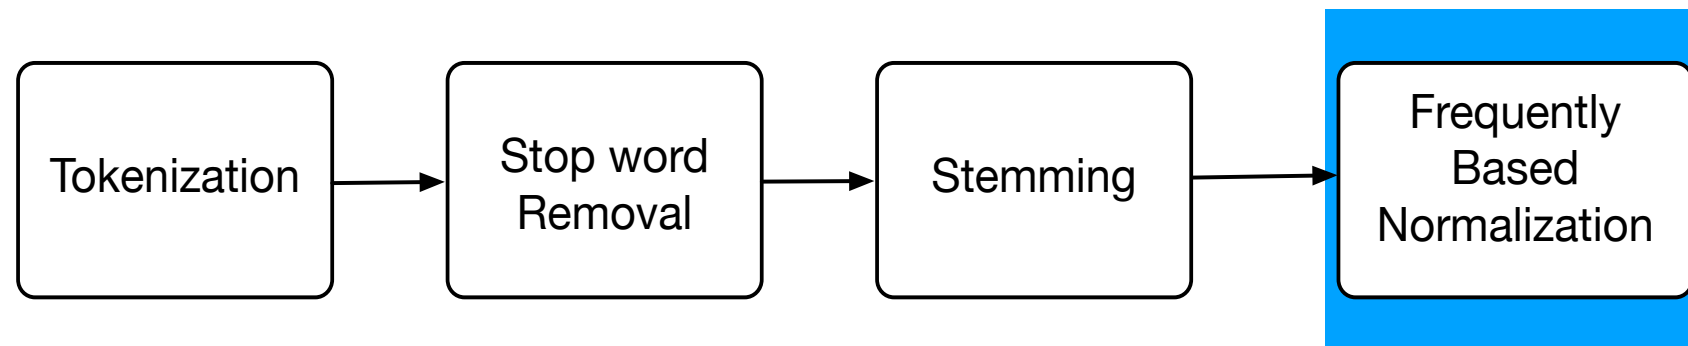 Tokenization
Stop word
Removal
Stemming
Frequently
Based
Normalization